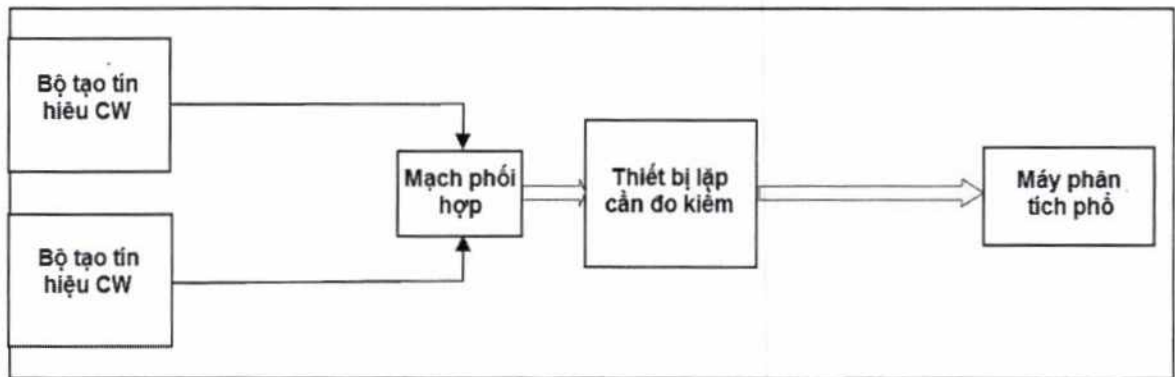 Bộ tạo tín
hiêu CW
Mạch phối
hợp
Thiết bị lặp
cần đo kiểm
Máy phân
tích phổ
Bộ tạo tín
hiệu CW